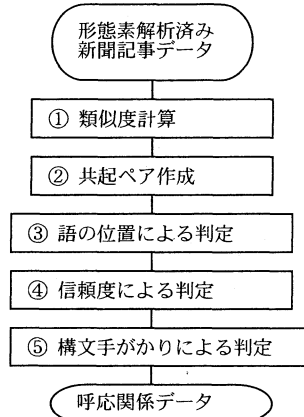 形態素解析済み
新聞記事データ
① 類似度計算
② 共起ペア作成
③ 語の位置による判定
④ 信頼度による判定
⑤ 構文手がかりによる判定
呼応関係データ